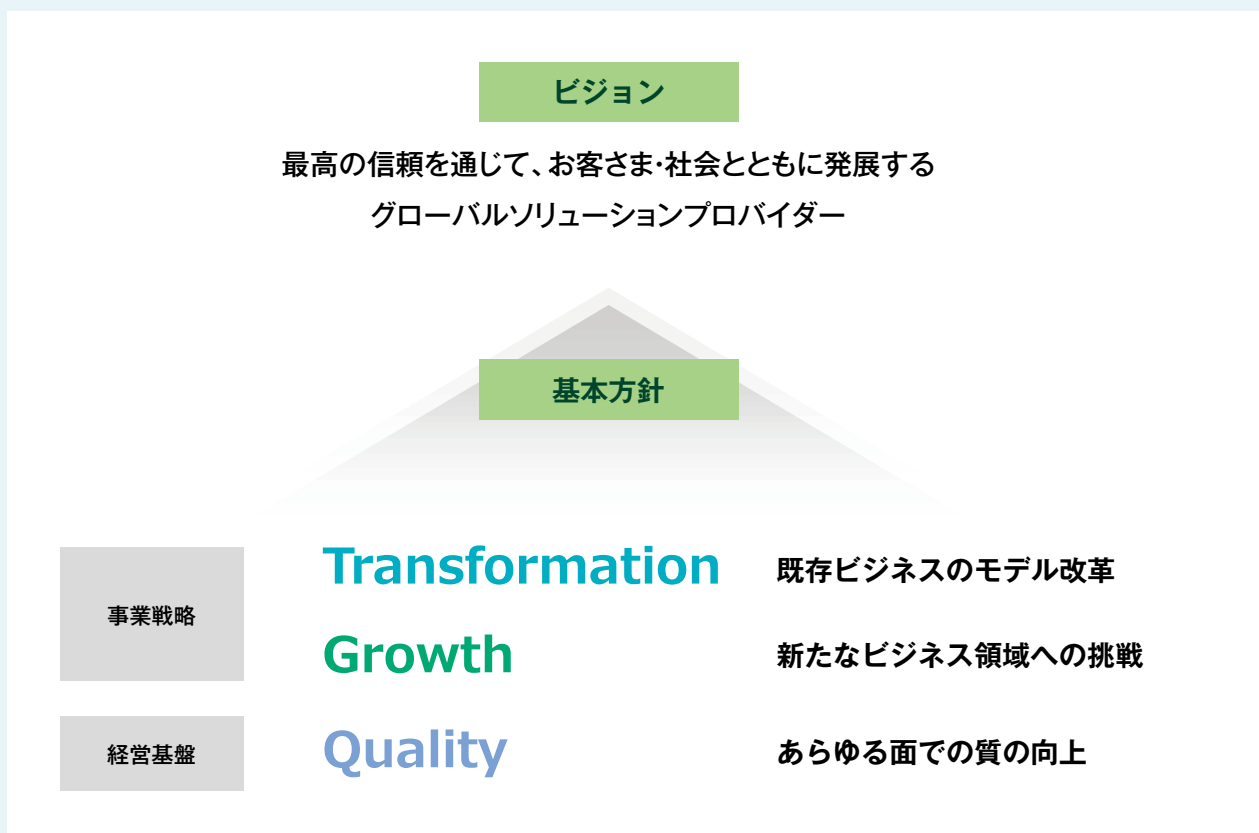 ビジョン
最高の信頼を通じて、お客さま・社会とともに発展する
グローバルソリューションプロバイダー
基本方針
事業戦略
Transformation 既存ビジネスのモデル改革
Growth 新たなビジネス領域への挑戦
経営基盤
Quality あらゆる面での質の向上